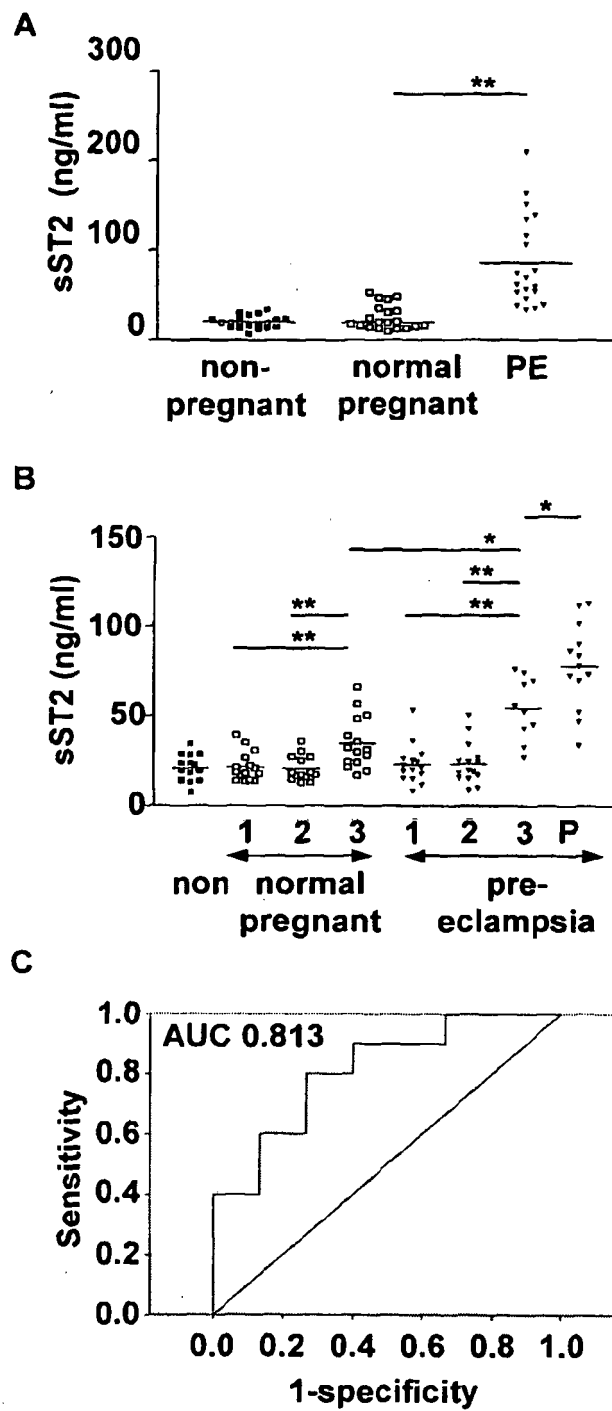 A
300
200
100
0
sST2 (ng/ml)
**
non-
pregnant
normal
pregnant
PE
B
150
100
50
0
sST2 (ng/ml)
*
*
**
**
**
**
1 2 3 1 2 3 P
non normal pre-
pregnant eclampsia
C
AUC 0.813
1.0
0.8
0.6
0.4
0.2
0.0
Sensitivity
0.0 0.2 0.4 0.6 0.8 1.0
1-specificity